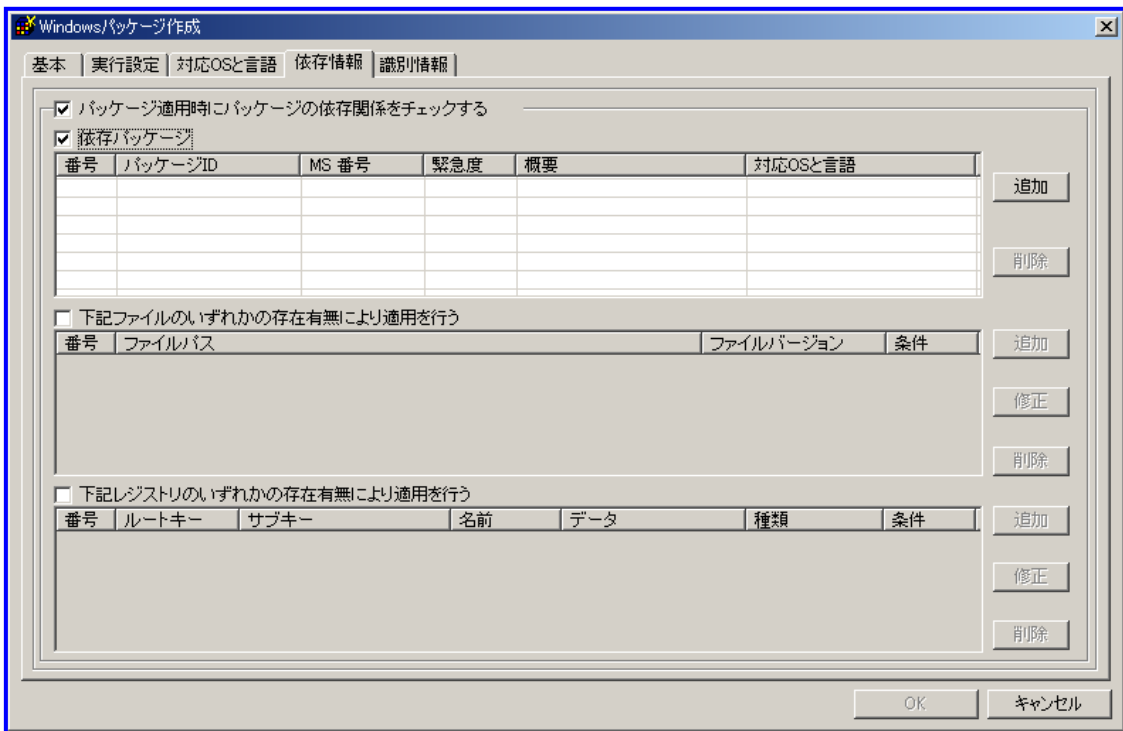 Windowsパッケージ作成
基本 実行設定 対応OSと言語 依存情報 識別情報
パッケージ適用時にパッケージの依存関係をチェックする
依存パッケージ
番号 パッケージID MS 番号 緊急度 概要 対応OSと言語
追加
削除
下記ファイルのいずれかの存在有無により適用を行う
番号 ファイルパス ファイルバージョン 条件
追加
修正
削除
下記レジストリのいずれかの存在有無により適用を行う
番号 ルートキー サブキー 名前 データ 種類 条件
追加
修正
削除
OK キャンセル